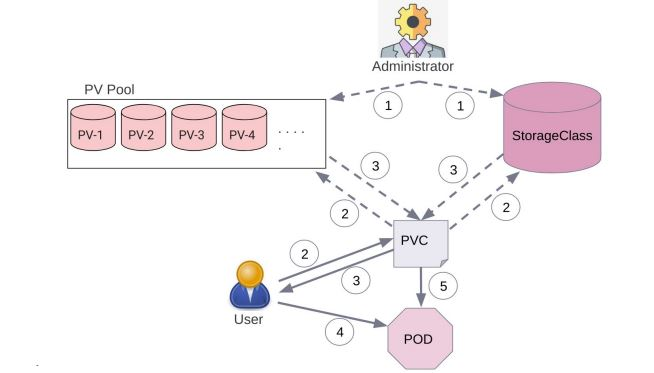 Administrator
PV Pool
1
1
PV-1
PV-2
PV-3
PV-4
. . . .
.
StorageClass
3
3
2
2
PVC
2
3
5
User
4
POD